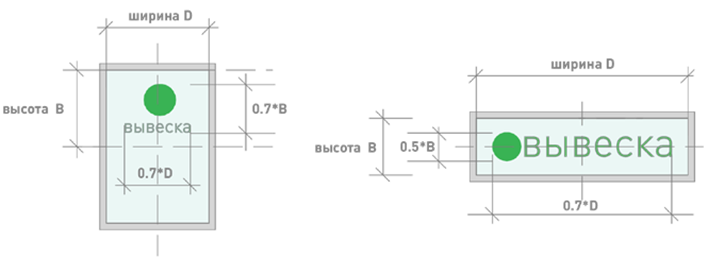 ширина D
высота B
0.7*B
вывеска
0.7*D
ширина D
высота B
0.5*B
вывеска
0.7*D